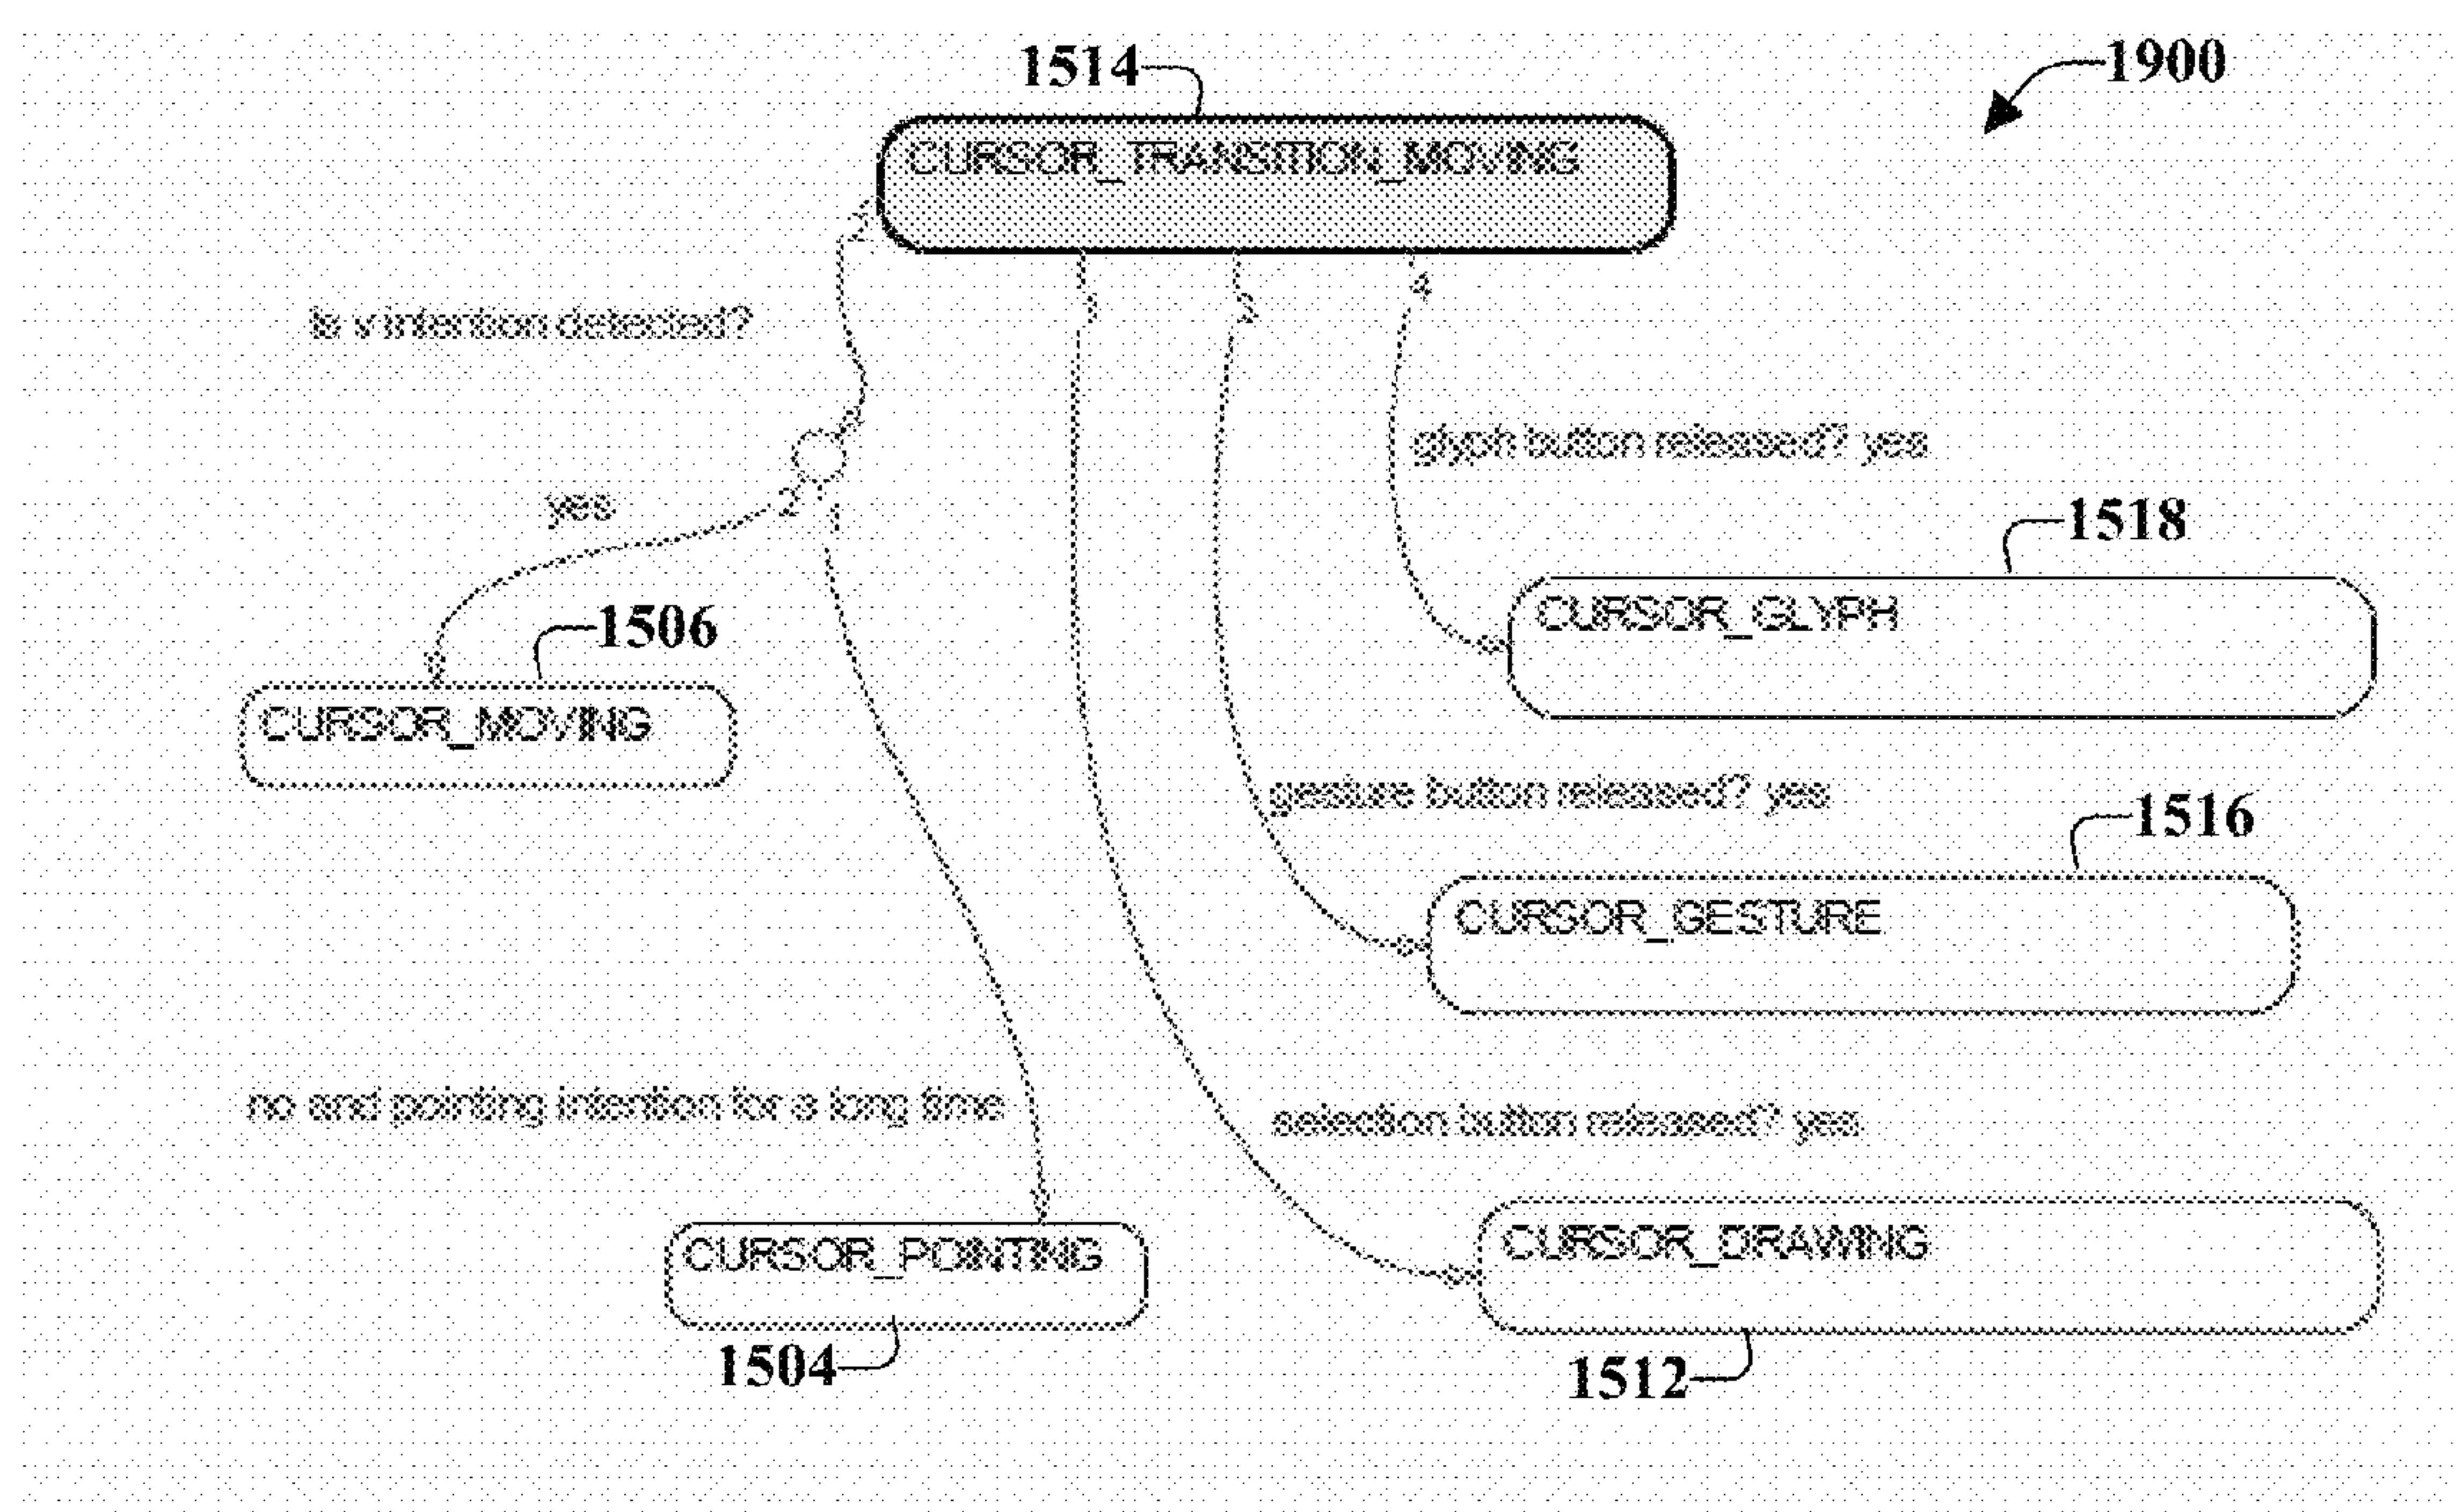 1514
1900
CURSOR_TRANSITION_MOVING
4
Is v intention detected?
glyph button released? yes
yes
2
1
1518
CURSOR_GLYPH
1506
CURSOR_MOVING
gesture button released? yes
1516
CURSOR_GESTURE
no and pointing intention for a long time
selection button released? yes
CURSOR_POINTING
CURSOR_DRAWING
1504
1512